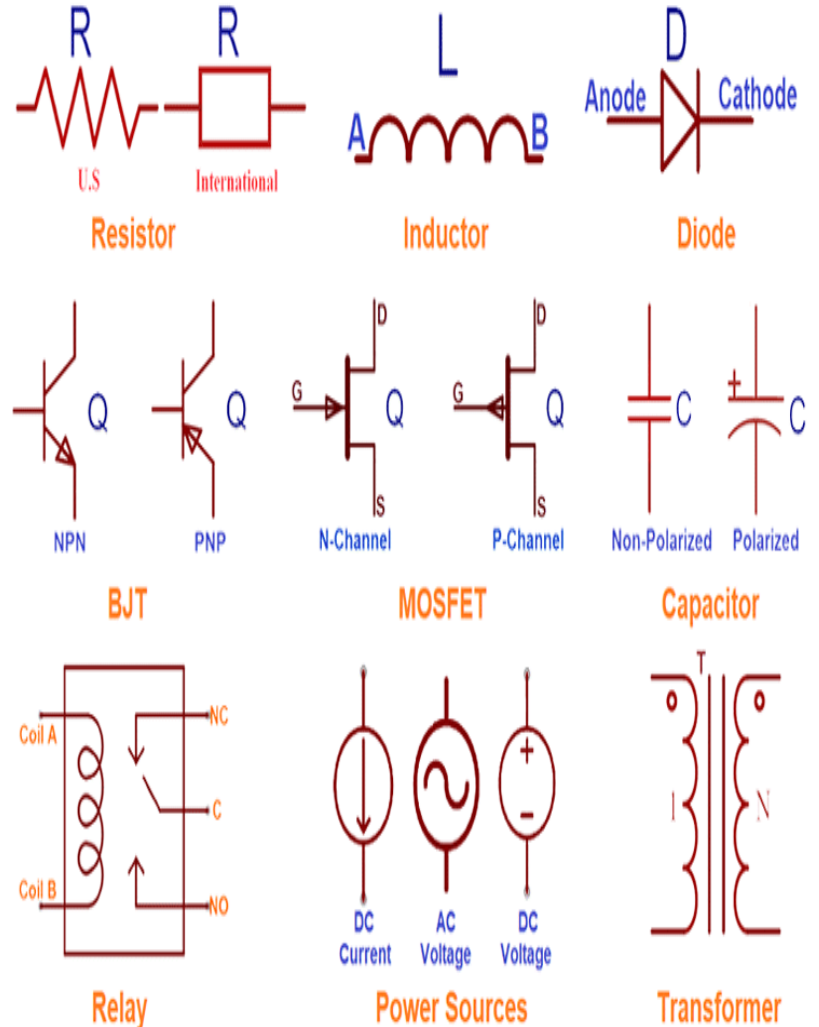 R R L D
Anode Cathode
A B
U.S International
Resistor Inductor Diode
D D
G G
Q Q Q Q C + C
S S
NPN PNP N-Channel P-Channel Non-Polarized Polarized
BJT MOSFET Capacitor
T
Coil A NC
+
C 1 N
-
Coil B NO
DC AC DC
Current Voltage Voltage
Relay Power Sources Transformer